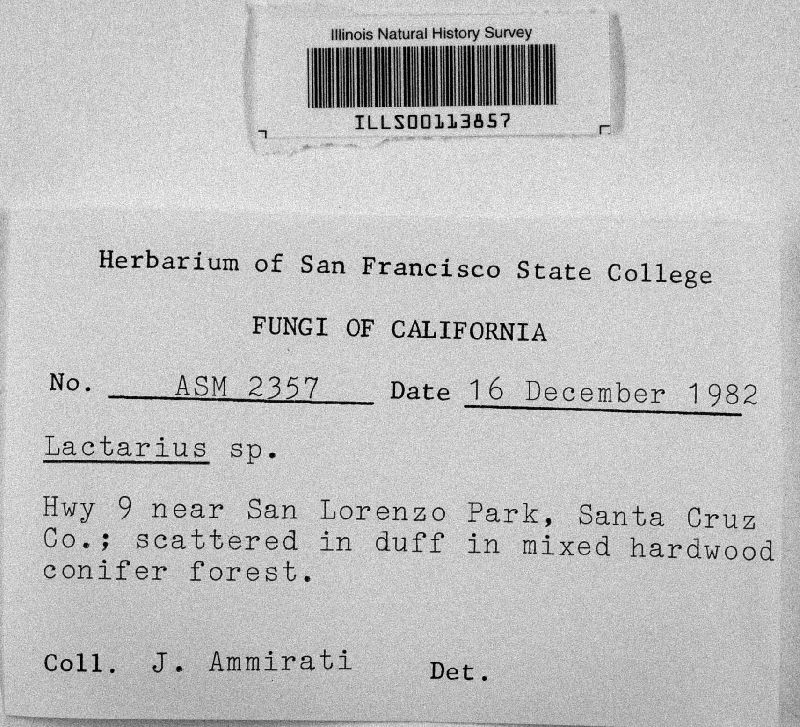 Illinois Natural History Survey
ILLS00113857
Herbarium of San Francisco State College
FUNGI OF CALIFORNIA
No. ASM 2357 Date 16 December 1982
Lactarius sp.
Hwy 9 near San Lorenzo Park, Santa Cruz
Co.; scattered in duff in mixed hardwood
conifer forest.
Coll. J. Ammirati Det.